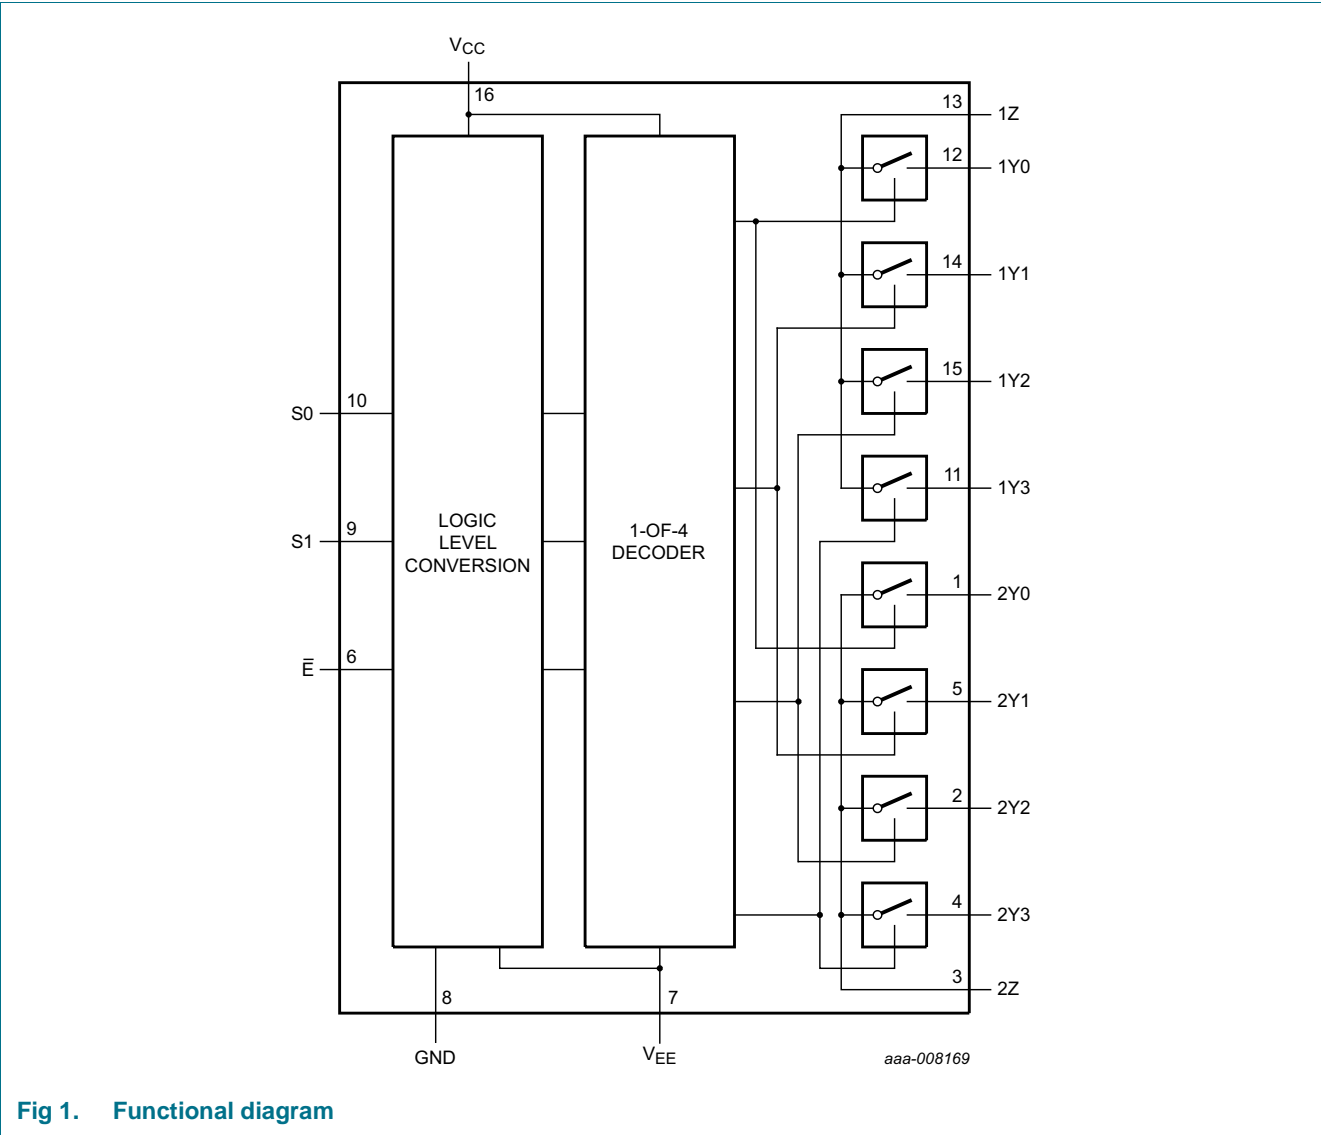 VCC
16
13 1Z
12 1Y0
14 1Y1
15 1Y2
S0 10
11 1Y3
S1 9
LOGIC
LEVEL
CONVERSION
1-OF-4
DECODER
1 2Y0
E̅ 6
5 2Y1
2 2Y2
4 2Y3
3 2Z
8
7
GND
VEE
aaa-008169
Fig 1. Functional diagram